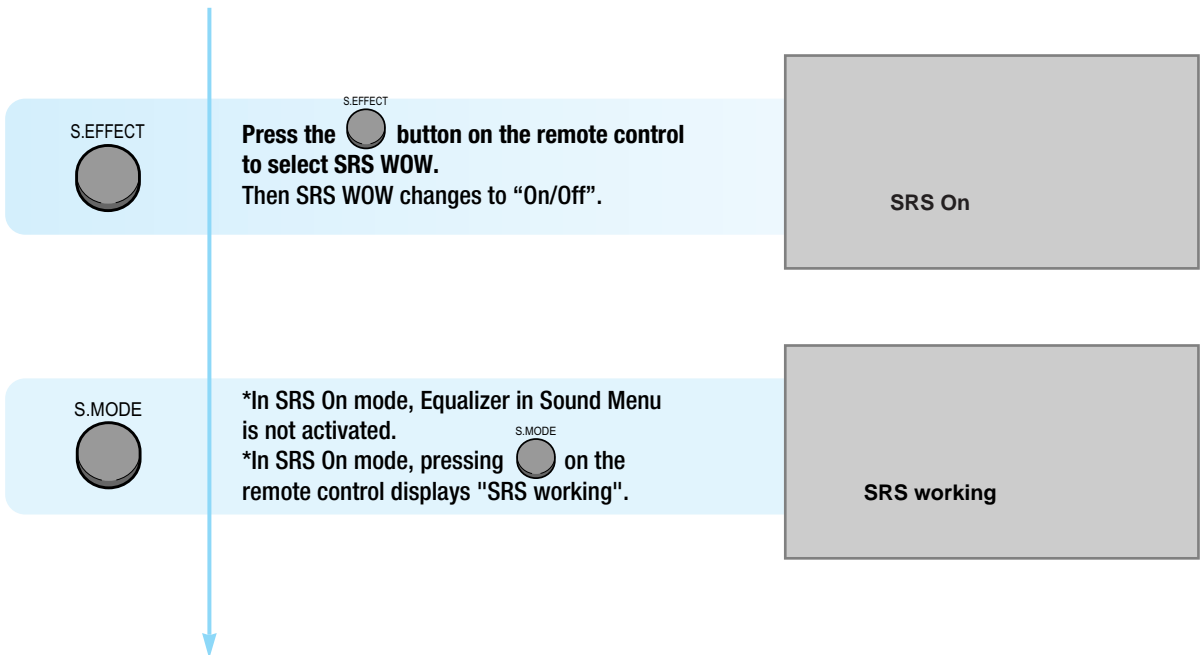 S.EFFECT
S.EFFECT
Press the button on the remote control
to select SRS WOW.
Then SRS WOW changes to “On/Off”.
SRS On
S.MODE
*In SRS On mode, Equalizer in Sound Menu
is not activated.
S.MODE
*In SRS On mode, pressing on the
remote control displays "SRS working".
SRS working